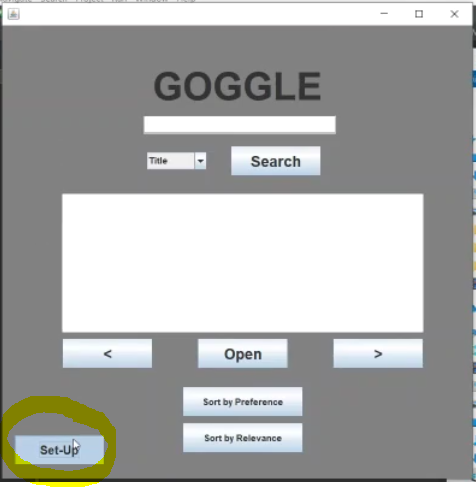 GOGGLE
Title
Search
<
Open
>
Sort by Preference
Sort by Relevance
Set-Up